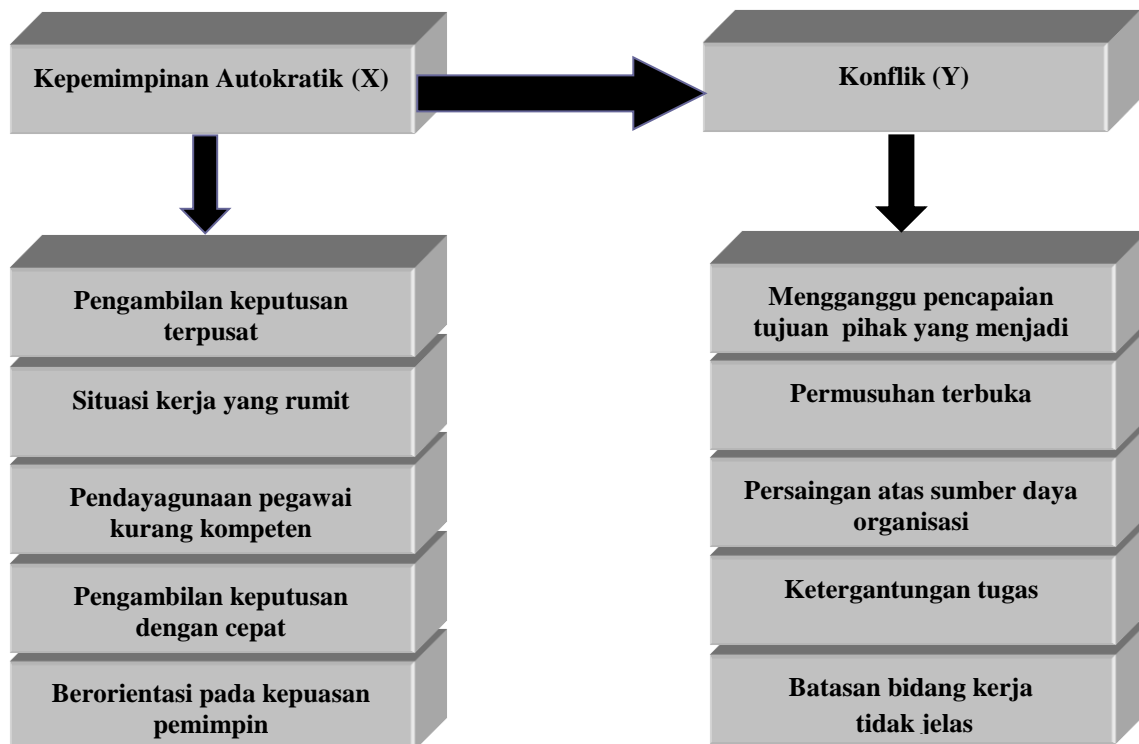 Kepemimpinan Autokratik (X)
Konflik (Y)
Pengambilan keputusan
terpusat
Situasi kerja yang rumit
Pendayagunaan pegawai
kurang kompeten
Pengambilan keputusan
dengan cepat
Berorientasi pada kepuasan
pemimpin
Mengganggu pencapaian
tujuan pihak yang menjadi
Permusuhan terbuka
Persaingan atas sumber daya
organisasi
Ketergantungan tugas
Batasan bidang kerja
tidak jelas